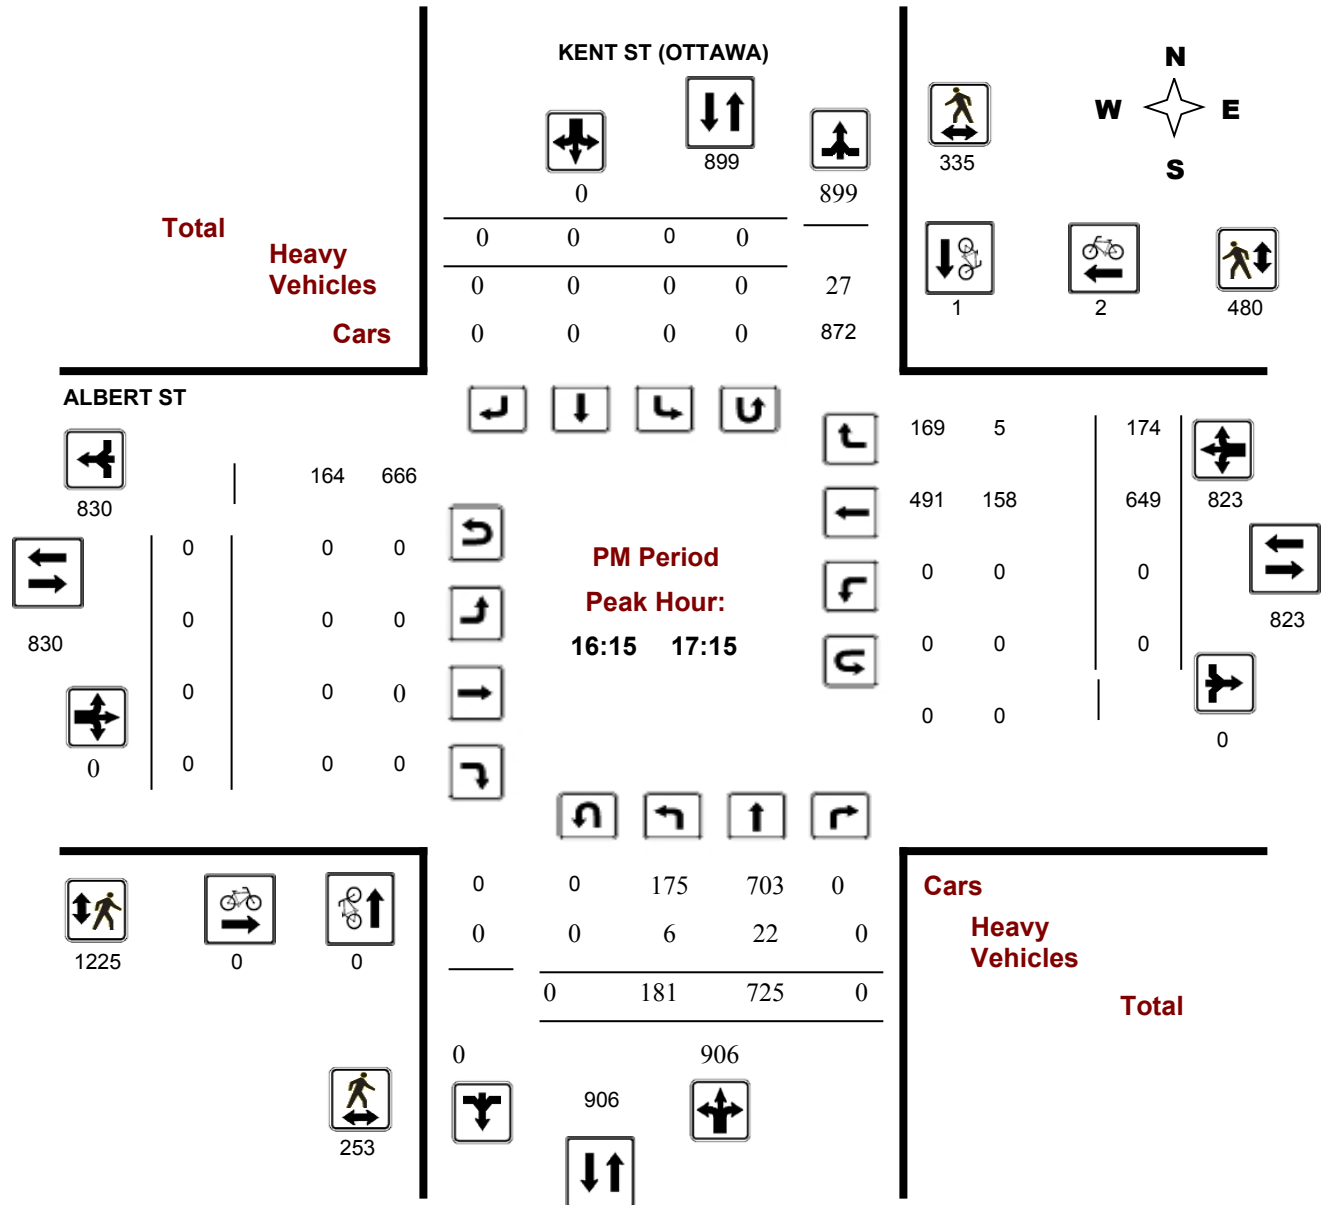 KENT ST (OTTAWA)
N
W E
S
899
335
0 899
Total
0 0 0 0
Heavy
Vehicles
0 0 0 0 27
1 2 480
Cars
0 0 0 0 872
ALBERT ST
169 5 174
164 666
830
491 158 649 823
0 0 0
PM Period
0 0 0
Peak Hour:
823
0 0 0
830
16:15 17:15
0 0 0
0 0 0
0 0
0
0 0 0 0
0 0 175 703 0
Cars
0 0 6 22 0
Heavy
Vehicles
1225 0 0
0 181 725 0
Total
0 906
906
253